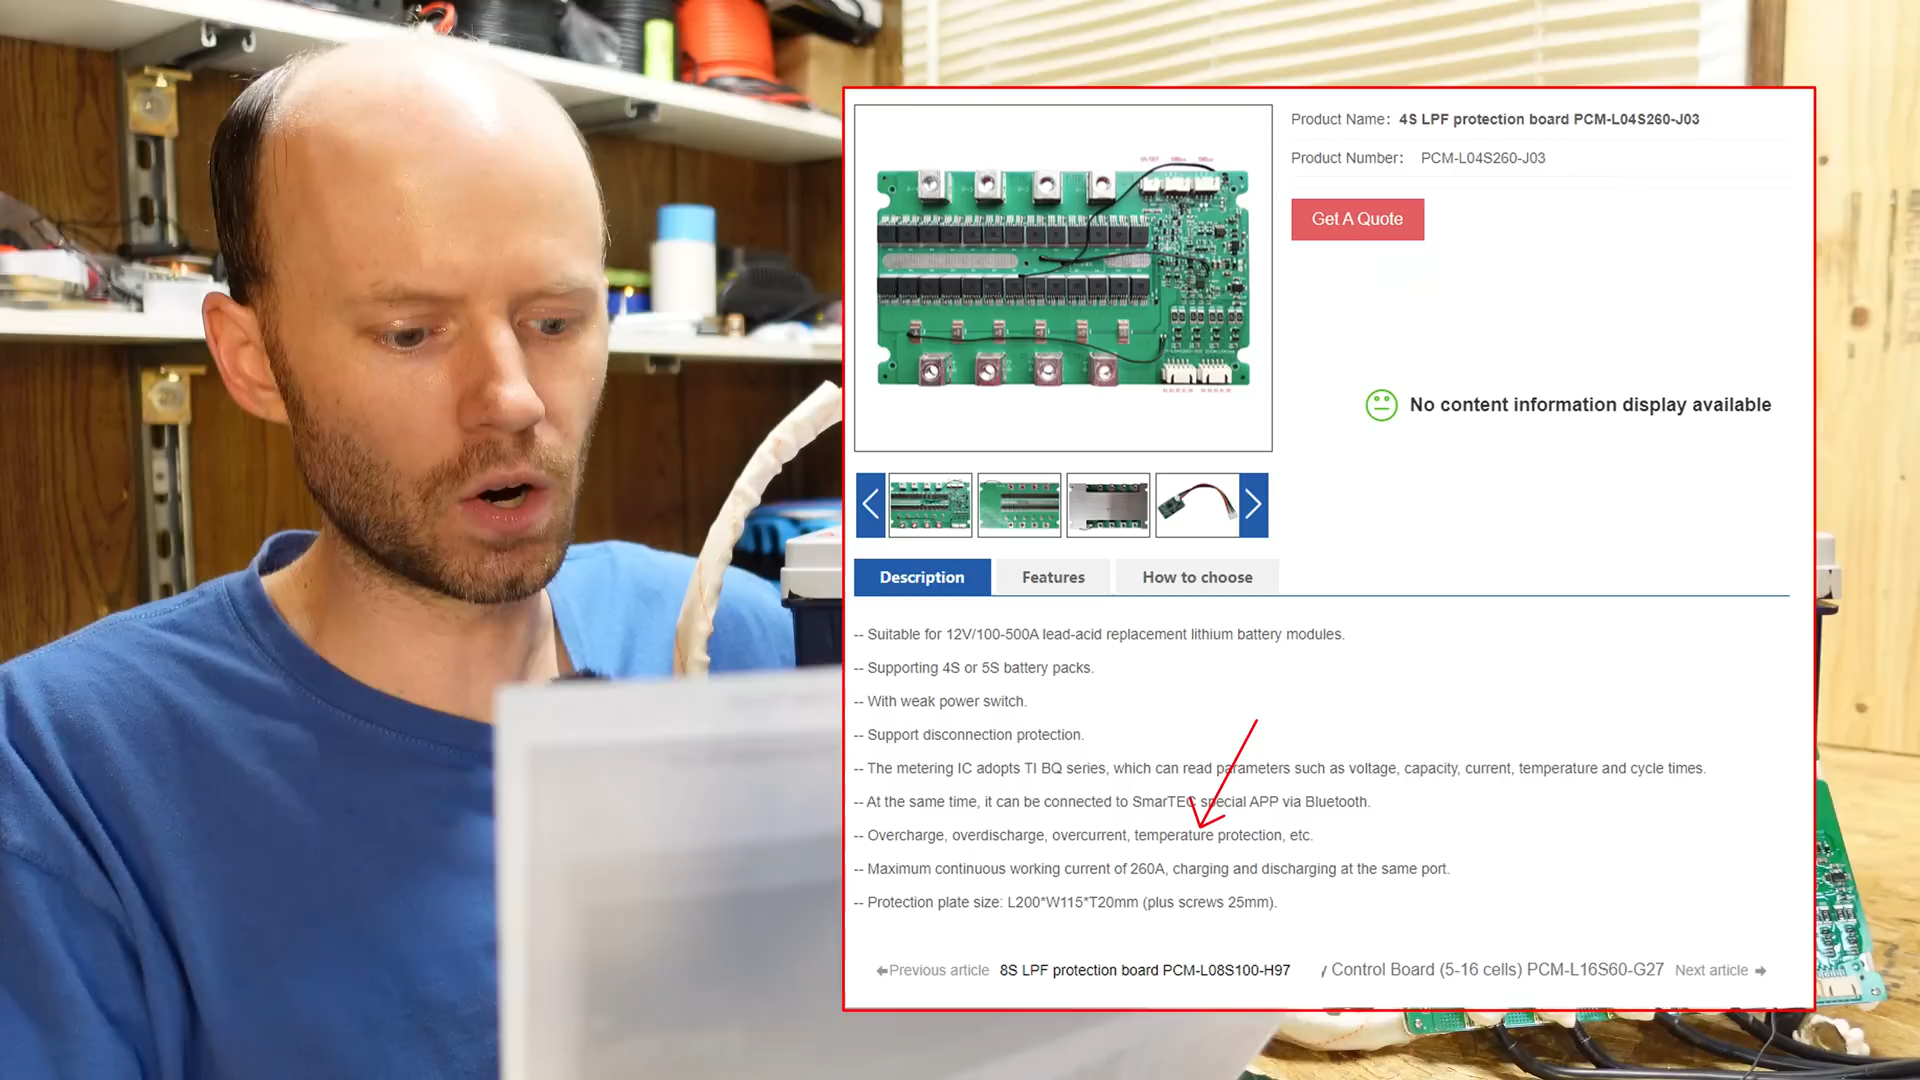 Product Name： 4S LPF protection board PCM-L04S260-J03
Product Number： PCM-L04S260-J03
Get A Quote
No content information display available
Description
Features
How to choose
-- Suitable for 12V/100-500A lead-acid replacement lithium battery modules.
-- Supporting 4S or 5S battery packs.
-- With weak power switch.
-- Support disconnection protection.
-- The metering IC adopts TI BQ series, which can read parameters such as voltage, capacity, current, temperature and cycle times.
-- At the same time, it can be connected to SmarTEC special APP via Bluetooth.
-- Overcharge, overdischarge, overcurrent, temperature protection, etc.
-- Maximum continuous working current of 260A, charging and discharging at the same port.
-- Protection plate size: L200*W115*T20mm (plus screws 25mm).
Previous article 8S LPF protection board PCM-L08S100-H97
Control Board (5-16 cells) PCM-L16S60-G27 Next article